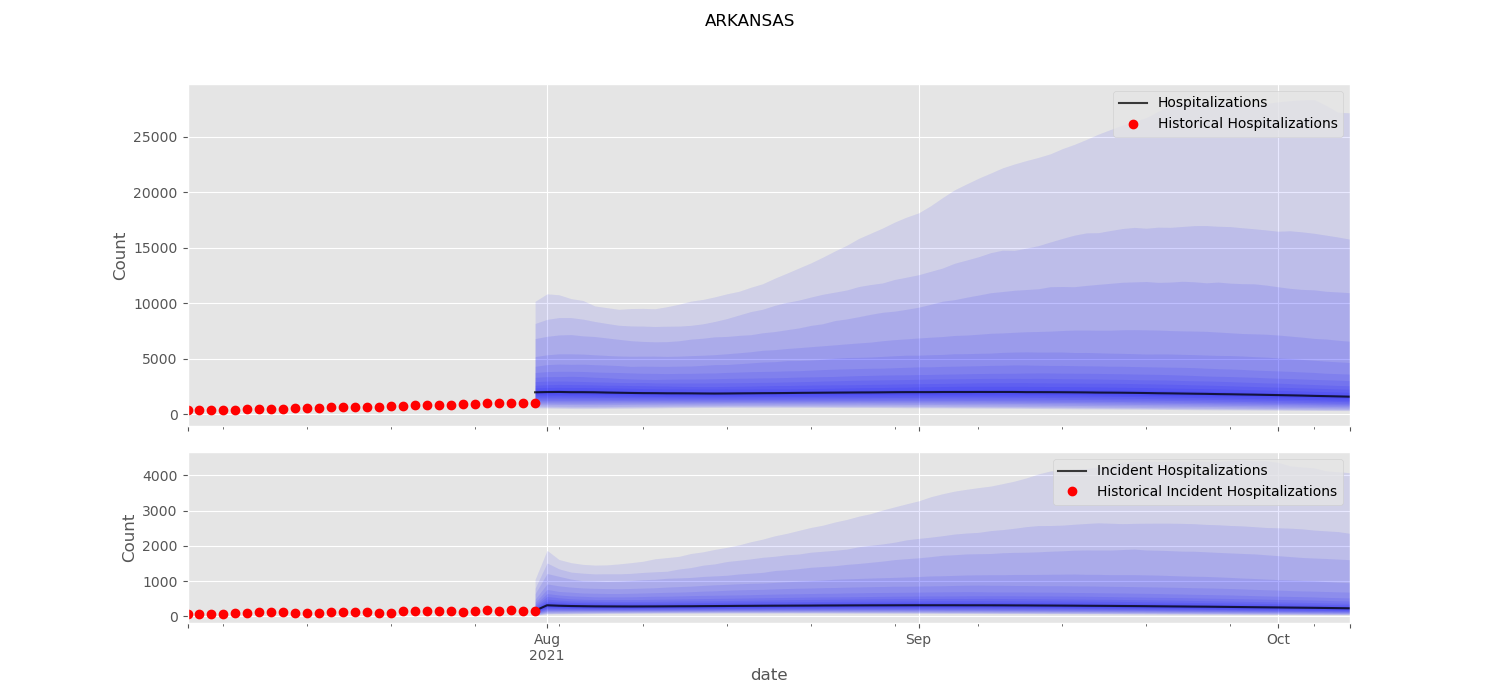 ARKANSAS
Hospitalizations
Historical Hospitalizations
Count
25000
20000
15000
10000
5000
0
Incident Hospitalizations
Historical Incident Hospitalizations
Count
4000
3000
2000
1000
0
Aug
2021
Sep
Oct
date